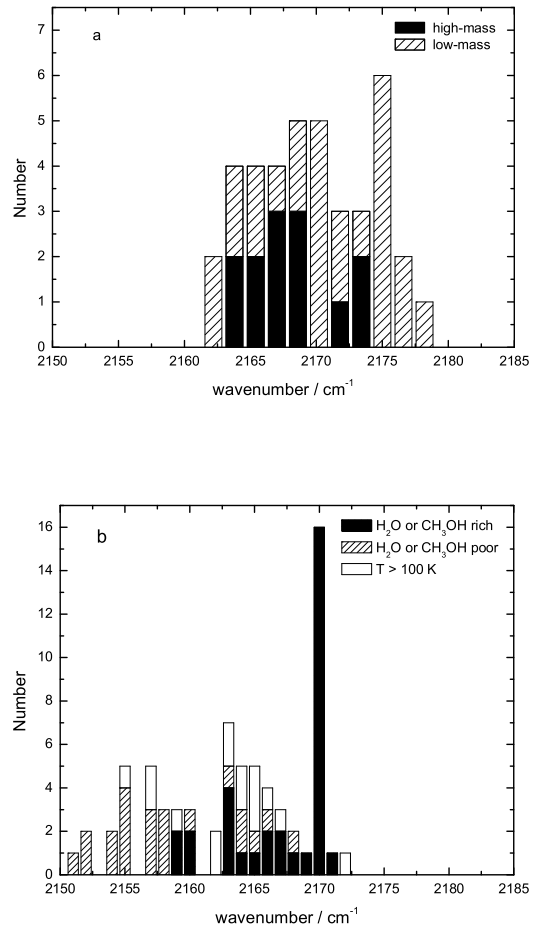 a
high-mass
low-mass
7
6
5
4
3
2
1
0
Number
2150 2155 2160 2165 2170 2175 2180 2185
wavenumber / cm⁻¹
b
H₂O or CH₃OH rich
H₂O or CH₃OH poor
T > 100 K
16
14
12
10
8
6
4
2
0
Number
2150 2155 2160 2165 2170 2175 2180 2185
wavenumber / cm⁻¹